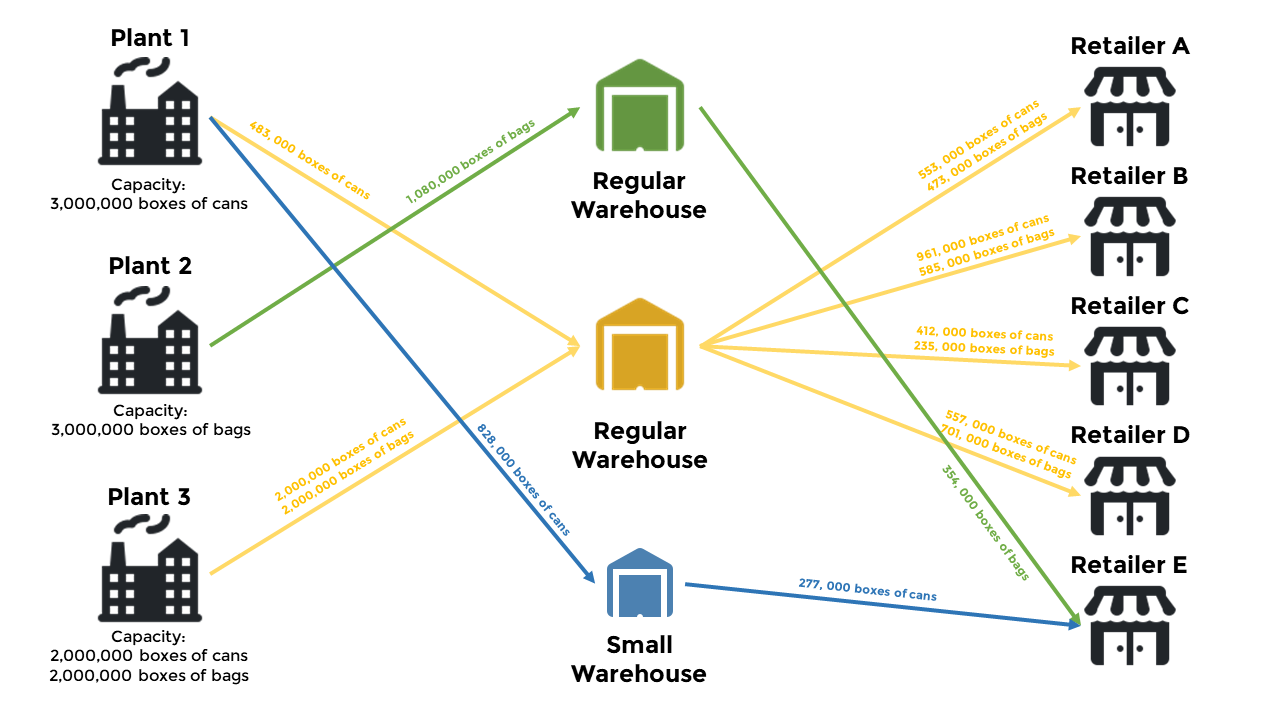 Plant 1
Capacity:
3,000,000 boxes of cans
Plant 2
Capacity:
3,000,000 boxes of bags
Plant 3
Capacity:
2,000,000 boxes of cans
2,000,000 boxes of bags
483, 000 boxes of cans
1,080,000 boxes of bags
2,000,000 boxes of cans
2,000,000 boxes of bags
828, 000 boxes of cans
Regular
Warehouse
Regular
Warehouse
Small
Warehouse
553, 000 boxes of cans
473, 000 boxes of bags
961, 000 boxes of cans
585, 000 boxes of bags
412, 000 boxes of cans
235, 000 boxes of bags
557, 000 boxes of cans
701, 000 boxes of bags
354, 000 boxes of bags
277, 000 boxes of cans
Retailer A
Retailer B
Retailer C
Retailer D
Retailer E